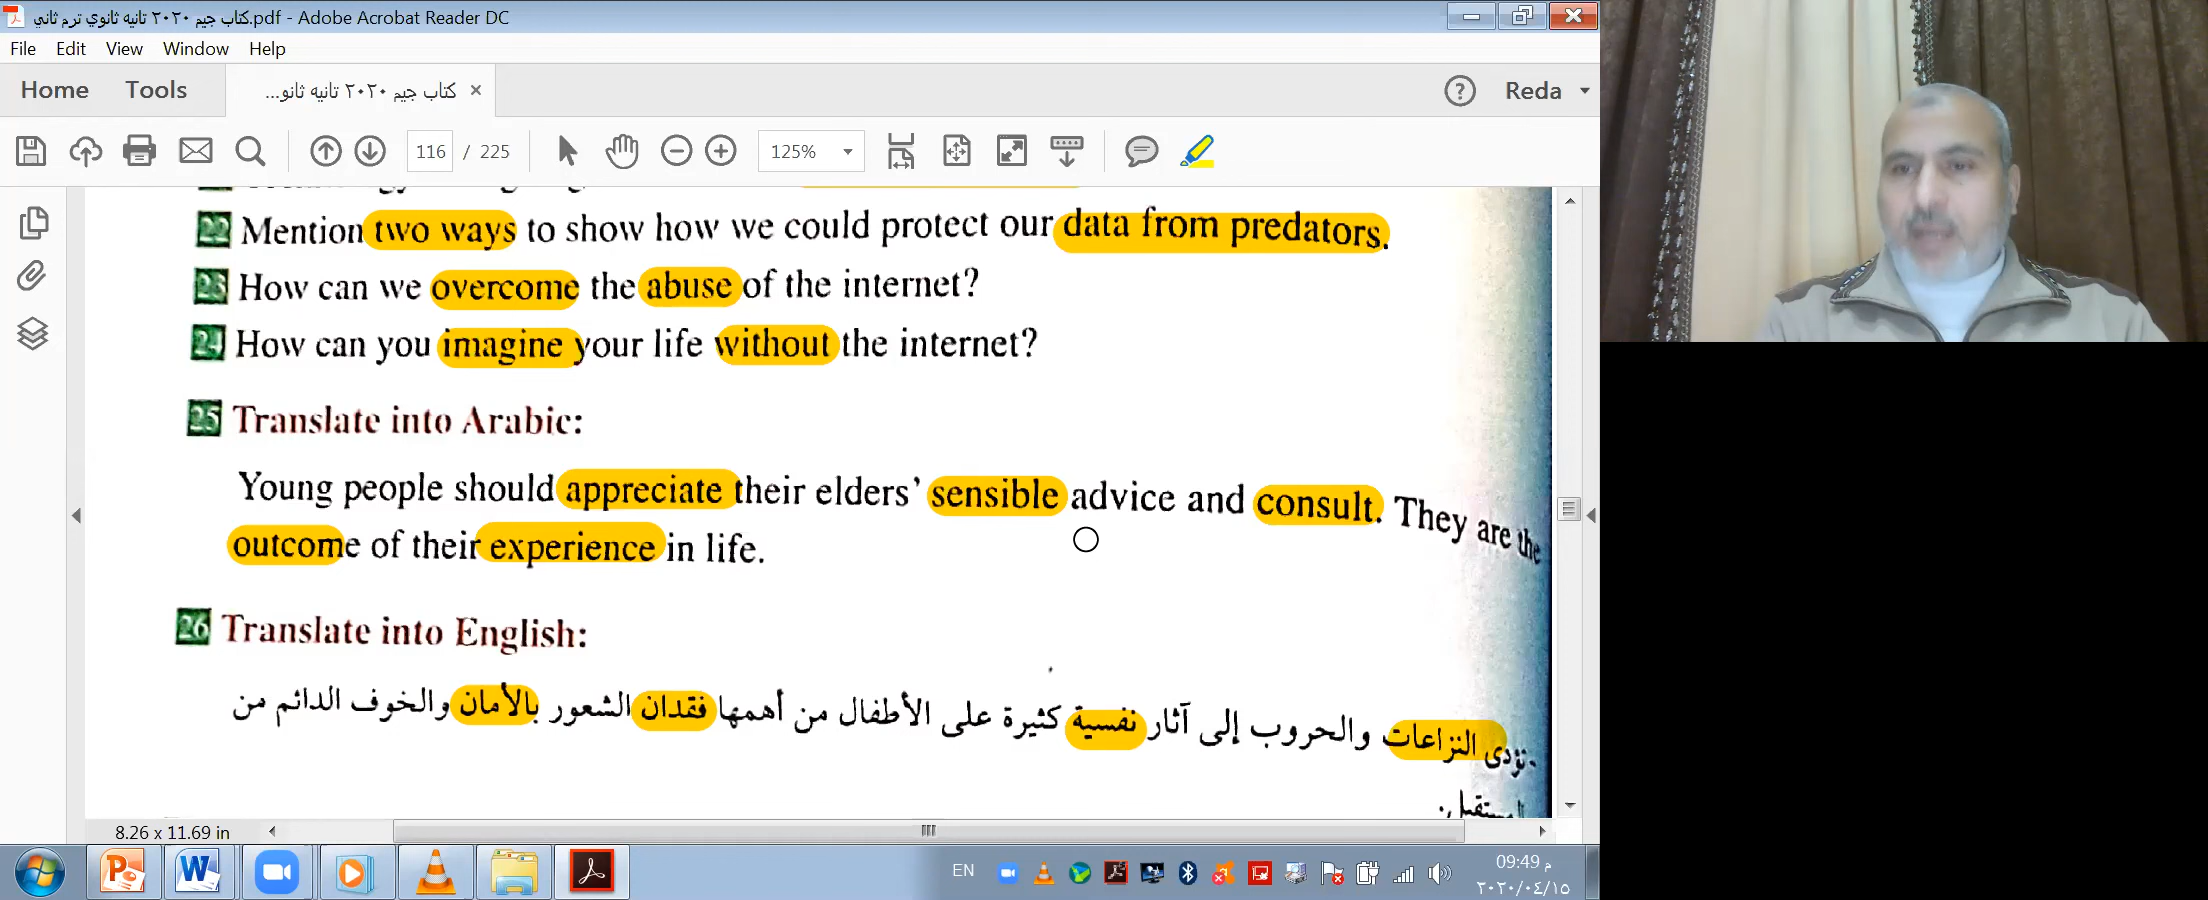 كتاب جيم ٢٠٢٠ تانيه ثانوي ترم تاني.pdf - Adobe Acrobat Reader DC
File Edit View Window Help
Home Tools كتاب جيم ٢٠٢٠ تانيه ثانو... × Reda
116 / 225 125%
22 Mention two ways to show how we could protect our data from predators.
23 How can we overcome the abuse of the internet?
24 How can you imagine your life without the internet?
25 Translate into Arabic:
Young people should appreciate their elders' sensible advice and consult. They are the
outcome of their experience in life.
26 Translate into English:
تؤدى النزاعات والحروب إلى آثار نفسية كثيرة على الأطفال من أهمها فقدان الشعور بالأمان والخوف الدائم من
المستقبل.
8.26 x 11.69 in
EN 09:49 م
٢٠٢٠/٠٤/١٥